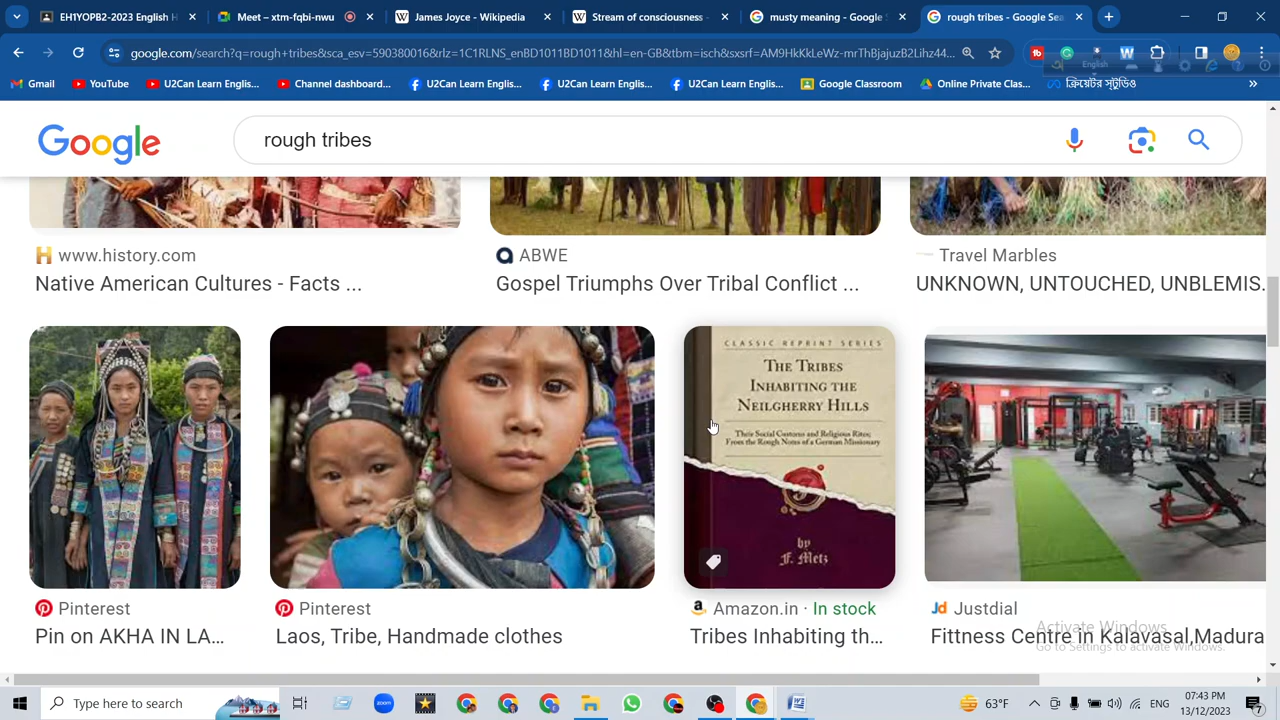 EH1YOPB2-2023 English H
Meet – xtm-fqbi-nwu
James Joyce - Wikipedia
Stream of consciousness -
musty meaning - Google S
rough tribes - Google Sea
google.com/search?q=rough+tribes&sca_esv=590380016&rlz=1C1RLNS_enBD1011BD1011&hl=en-GB&tbm=isch&sxsrf=AM9HkKkLeWz-mrThBjajuzB2Lihz44...
Gmail
YouTube
U2Can Learn Englis...
Channel dashboard...
U2Can Learn Englis...
U2Can Learn Englis...
U2Can Learn Englis...
Google Classroom
Online Private Clas...
ক্রিয়েটর স্টুডিও
English
Google
rough tribes
www.history.com
Native American Cultures - Facts ...
ABWE
Gospel Triumphs Over Tribal Conflict ...
Travel Marbles
UNKNOWN, UNTOUCHED, UNBLEMIS.
CLASSIC REPRINT SERIES
THE TRIBES
INHABITING THE
NEILGHERRY HILLS
Their Social Customs and Religious Rites;
From the Rough Notes of a German Missionary
by
F. Metz
Pinterest
Pin on AKHA IN LA...
Pinterest
Laos, Tribe, Handmade clothes
Amazon.in · In stock
Tribes Inhabiting th...
Jd Justdial
Fittness Centre in Kalavasal,Madura
Activate Windows
Go to Settings to activate Windows.
Type here to search
zoom
63°F
ENG
07:43 PM
13/12/2023
7